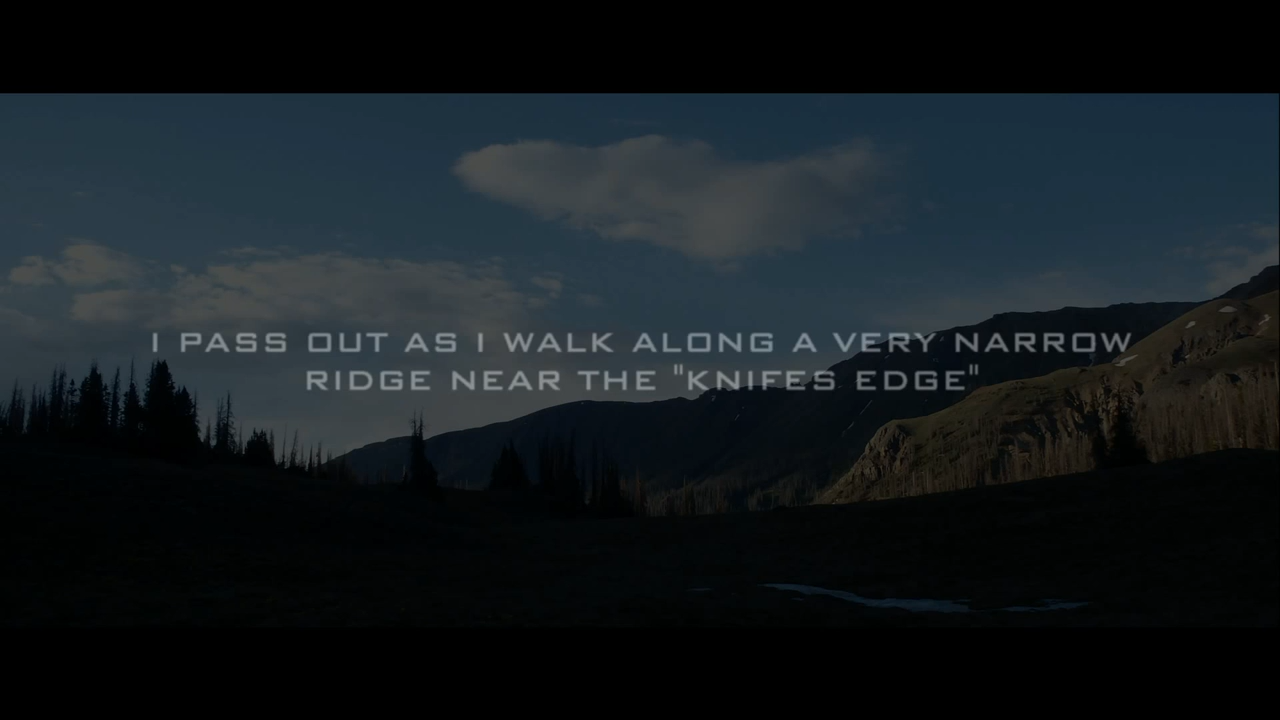 I PASS OUT AS I WALK ALONG A VERY NARROW
RIDGE NEAR THE "KNIFES EDGE"